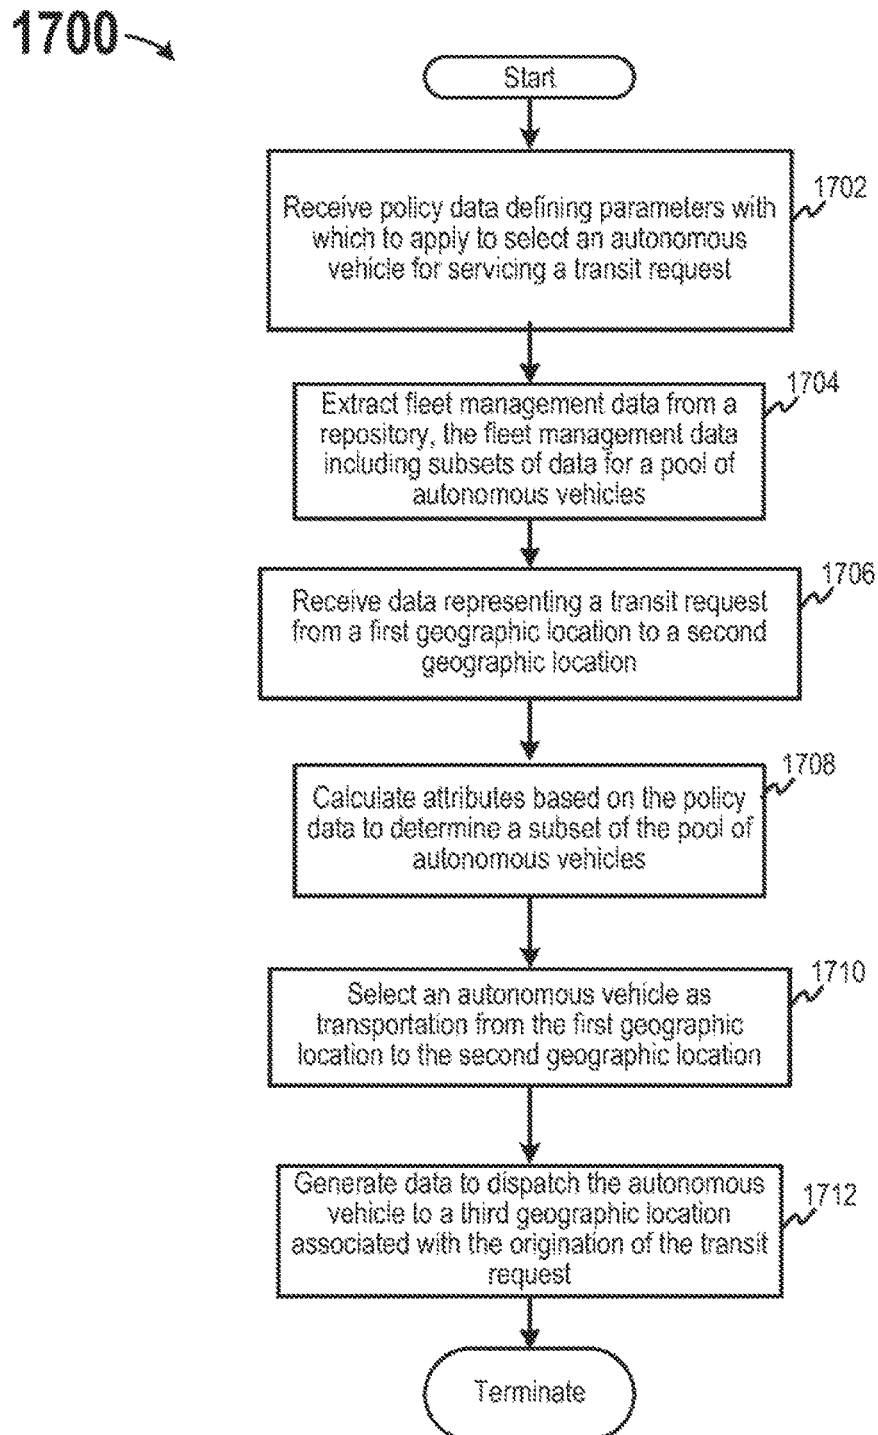 1700
Start
1702
Receive policy data defining parameters with
which to apply to select an autonomous
vehicle for servicing a transit request
1704
Extract fleet management data from a
repository, the fleet management data
including subsets of data for a pool of
autonomous vehicles
1706
Receive data representing a transit request
from a first geographic location to a second
geographic location
1708
Calculate attributes based on the policy
data to determine a subset of the pool of
autonomous vehicles
1710
Select an autonomous vehicle as
transportation from the first geographic
location to the second geographic location
1712
Generate data to dispatch the autonomous
vehicle to a third geographic location
associated with the origination of the transit
request
Terminate